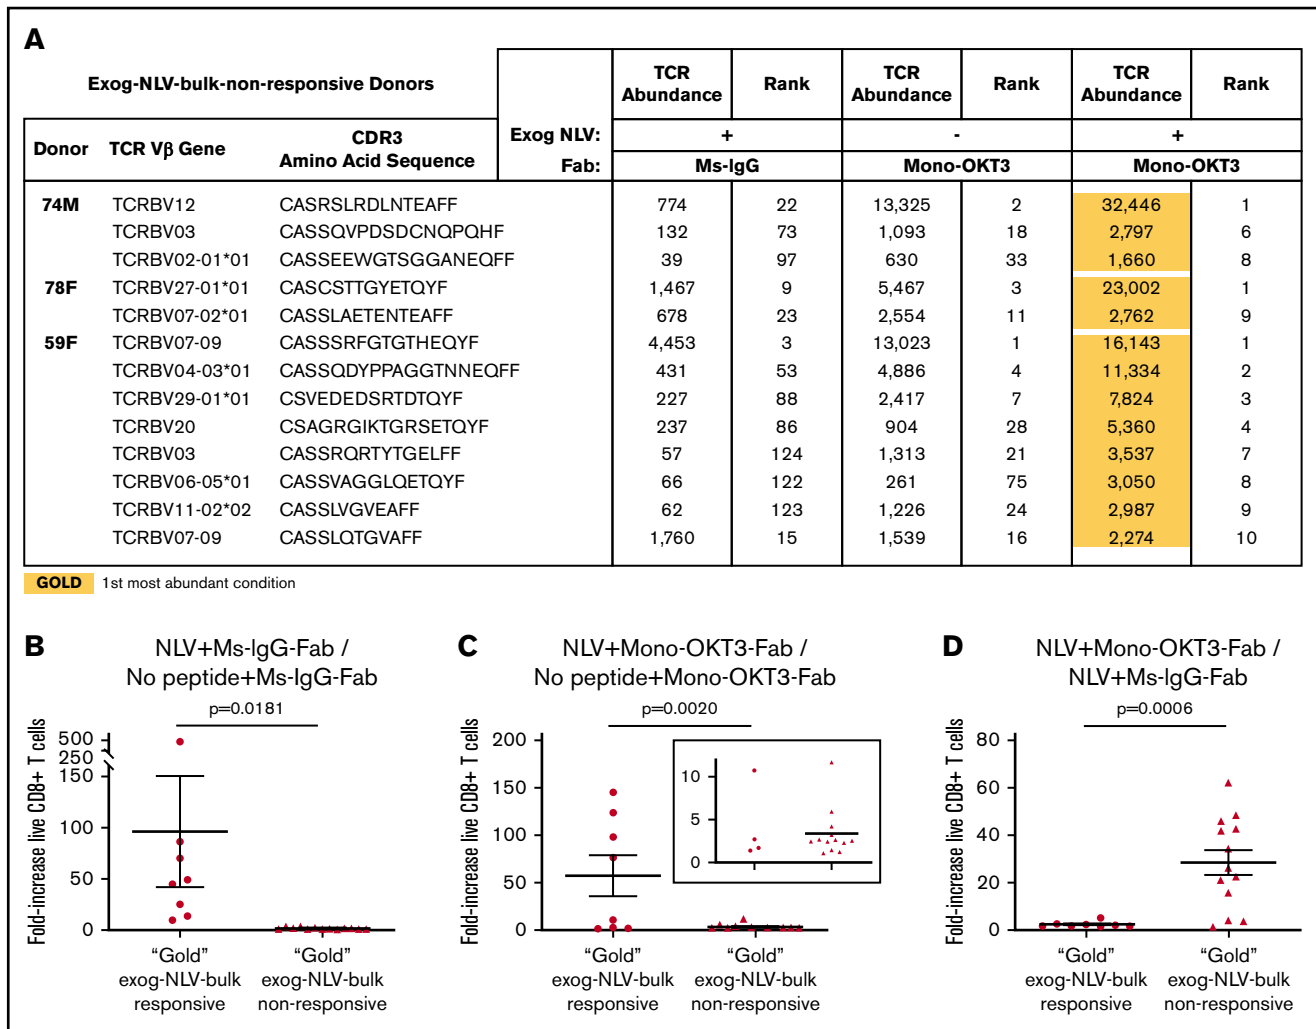 A
Exog-NLV-bulk-non-responsive Donors
TCR Abundance Rank TCR Abundance Rank TCR Abundance Rank
Exog NLV: + - +
Donor TCR Vβ Gene CDR3 Amino Acid Sequence Fab: Ms-IgG Mono-OKT3 Mono-OKT3
74M TCRBV12 CASRSLRDLNTEAFF 774 22 13,325 2 32,446 1
TCRBV03 CASSQVPDSDCNQPQHF 132 73 1,093 18 2,797 6
TCRBV02-01*01 CASSEEWGTSGGANEQFF 39 97 630 33 1,660 8
78F TCRBV27-01*01 CASCSTTGYETQYF 1,467 9 5,467 3 23,002 1
TCRBV07-02*01 CASSLAETENTEAFF 678 23 2,554 11 2,762 9
59F TCRBV07-09 CASSSRFGTGTHEQYF 4,453 3 13,023 1 16,143 1
TCRBV04-03*01 CASSQDYPPAGGTNNEQFF 431 53 4,886 4 11,334 2
TCRBV29-01*01 CSVEDEDSRTDTQYF 227 88 2,417 7 7,824 3
TCRBV20 CSAGRGIKTGRSETQYF 237 86 904 28 5,360 4
TCRBV03 CASSRQRTYTGELFF 57 124 1,313 21 3,537 7
TCRBV06-05*01 CASSVAGGLQETQYF 66 122 261 75 3,050 8
TCRBV11-02*02 CASSLVGVEAFF 62 123 1,226 24 2,987 9
TCRBV07-09 CASSLQTGVAFF 1,760 15 1,539 16 2,274 10
GOLD 1st most abundant condition
B
NLV+Ms-IgG-Fab /
No peptide+Ms-IgG-Fab
p=0.0181
Fold-increase live CD8+ T cells
500
250
150
100
50
0
“Gold”
exog-NLV-bulk
responsive
“Gold”
exog-NLV-bulk
non-responsive
C
NLV+Mono-OKT3-Fab /
No peptide+Mono-OKT3-Fab
p=0.0020
Fold-increase live CD8+ T cells
200
150
100
50
0
10
5
0
“Gold”
exog-NLV-bulk
responsive
“Gold”
exog-NLV-bulk
non-responsive
D
NLV+Mono-OKT3-Fab /
NLV+Ms-IgG-Fab
p=0.0006
Fold-increase live CD8+ T cells
80
60
40
20
0
“Gold”
exog-NLV-bulk
responsive
“Gold”
exog-NLV-bulk
non-responsive